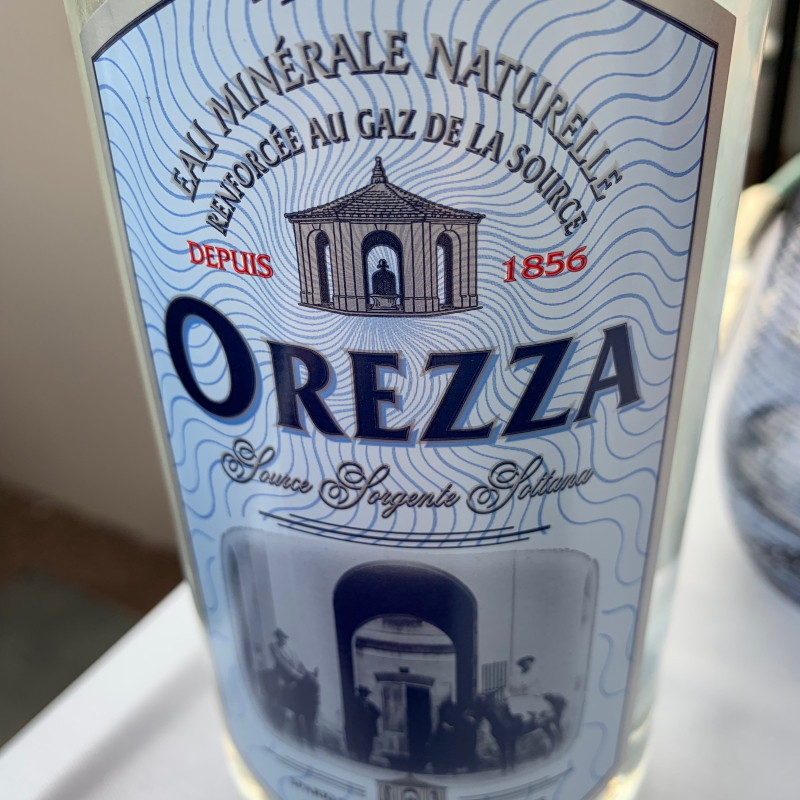 EAU MINÉRALE NATURELLE
RENFORCÉE AU GAZ DE LA SOURCE
DEPUIS 1856
OREZZA
Source Sorgente Sottana